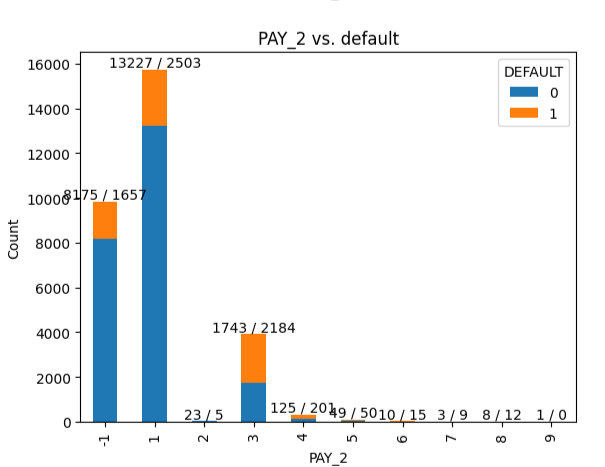 PAY_2 vs. default
DEFAULT
0
1
Count
16000
14000
12000
10000
8000
6000
4000
2000
0
8175 / 1657
13227 / 2503
23 / 5
1743 / 2184
125 / 201
49 / 50
10 / 15
3 / 9
8 / 12
1 / 0
-1 1 2 3 4 5 6 7 8 9
PAY_2